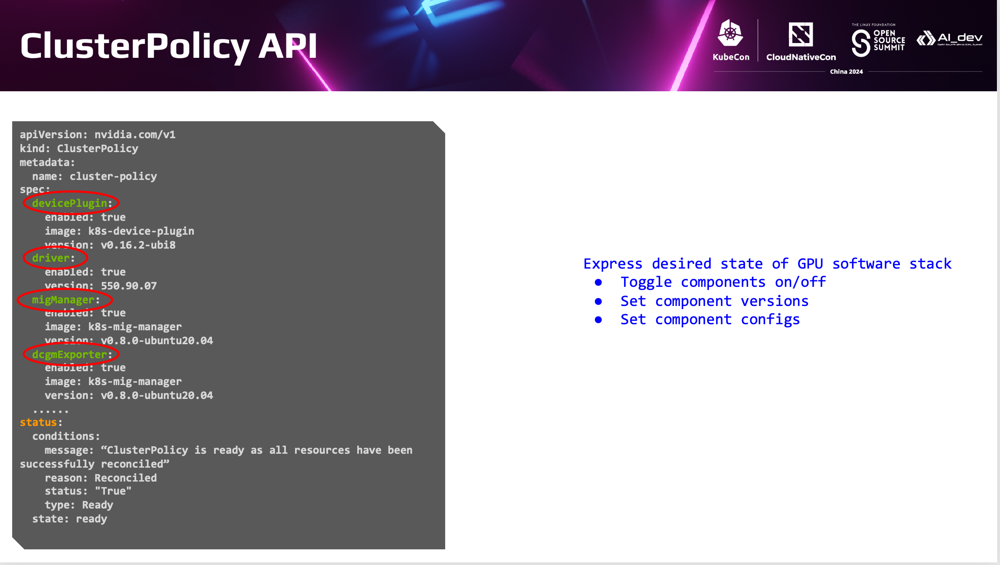 ClusterPolicy API
KubeCon
CloudNativeCon
THE LINUX FOUNDATION
OPEN
SOURCE
SUMMIT
AI_dev
Open Source GenAI & ML Summit
China 2024
apiVersion: nvidia.com/v1
kind: ClusterPolicy
metadata:
  name: cluster-policy
spec:
  devicePlugin:
    enabled: true
    image: k8s-device-plugin
    version: v0.16.2-ubi8
  driver:
    enabled: true
    version: 550.90.07
  migManager:
    enabled: true
    image: k8s-mig-manager
    version: v0.8.0-ubuntu20.04
  dcgmExporter:
    enabled: true
    image: k8s-mig-manager
    version: v0.8.0-ubuntu20.04
  ......
status:
  conditions:
    message: “ClusterPolicy is ready as all resources have been
successfully reconciled”
    reason: Reconciled
    status: "True"
    type: Ready
  state: ready
Express desired state of GPU software stack
● Toggle components on/off
● Set component versions
● Set component configs